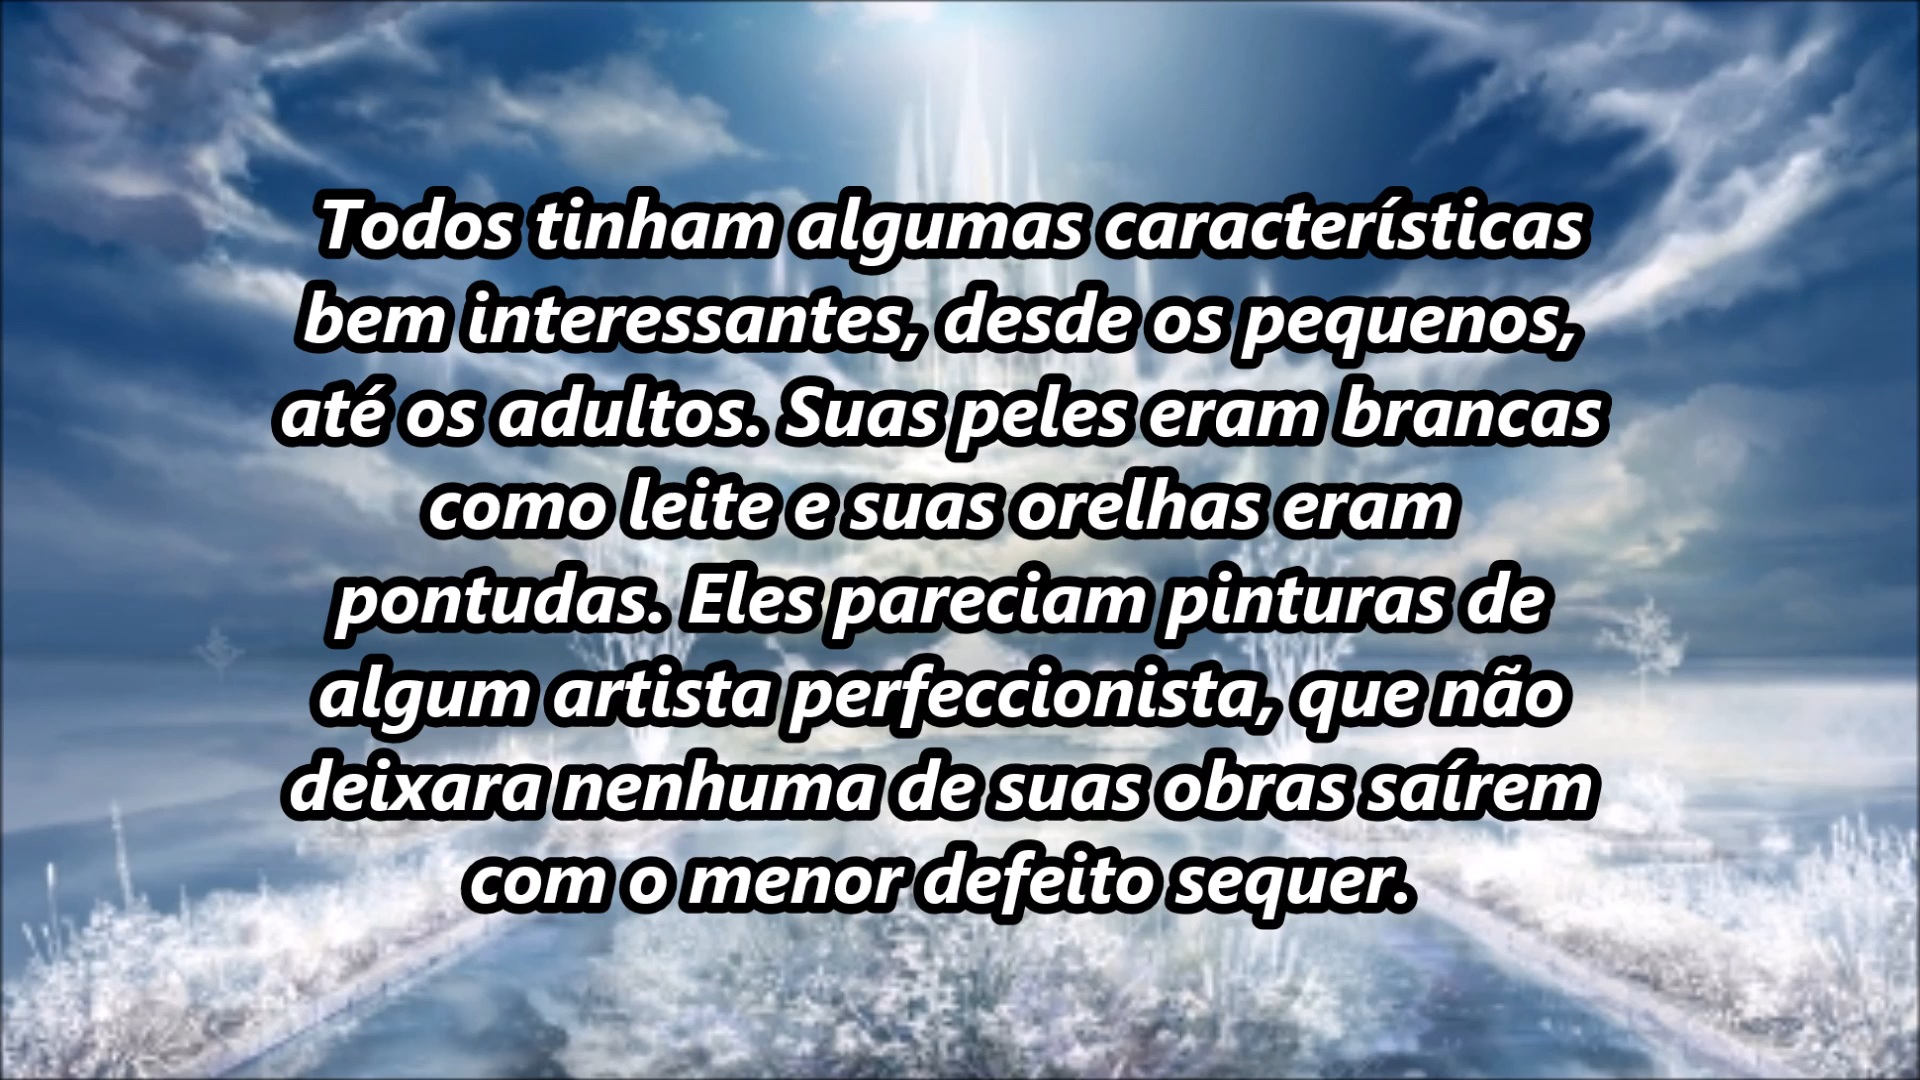 Todos tinham algumas características
bem interessantes, desde os pequenos,
até os adultos. Suas peles eram brancas
como leite e suas orelhas eram
pontudas. Eles pareciam pinturas de
algum artista perfeccionista, que não
deixara nenhuma de suas obras saírem
com o menor defeito sequer.